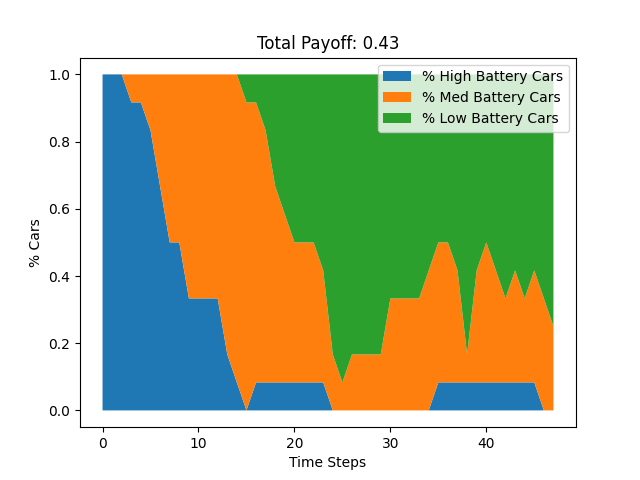 Total Payoff: 0.43
% High Battery Cars
% Med Battery Cars
% Low Battery Cars
1.0
0.8
0.6
0.4
0.2
0.0
% Cars
0 10 20 30 40
Time Steps